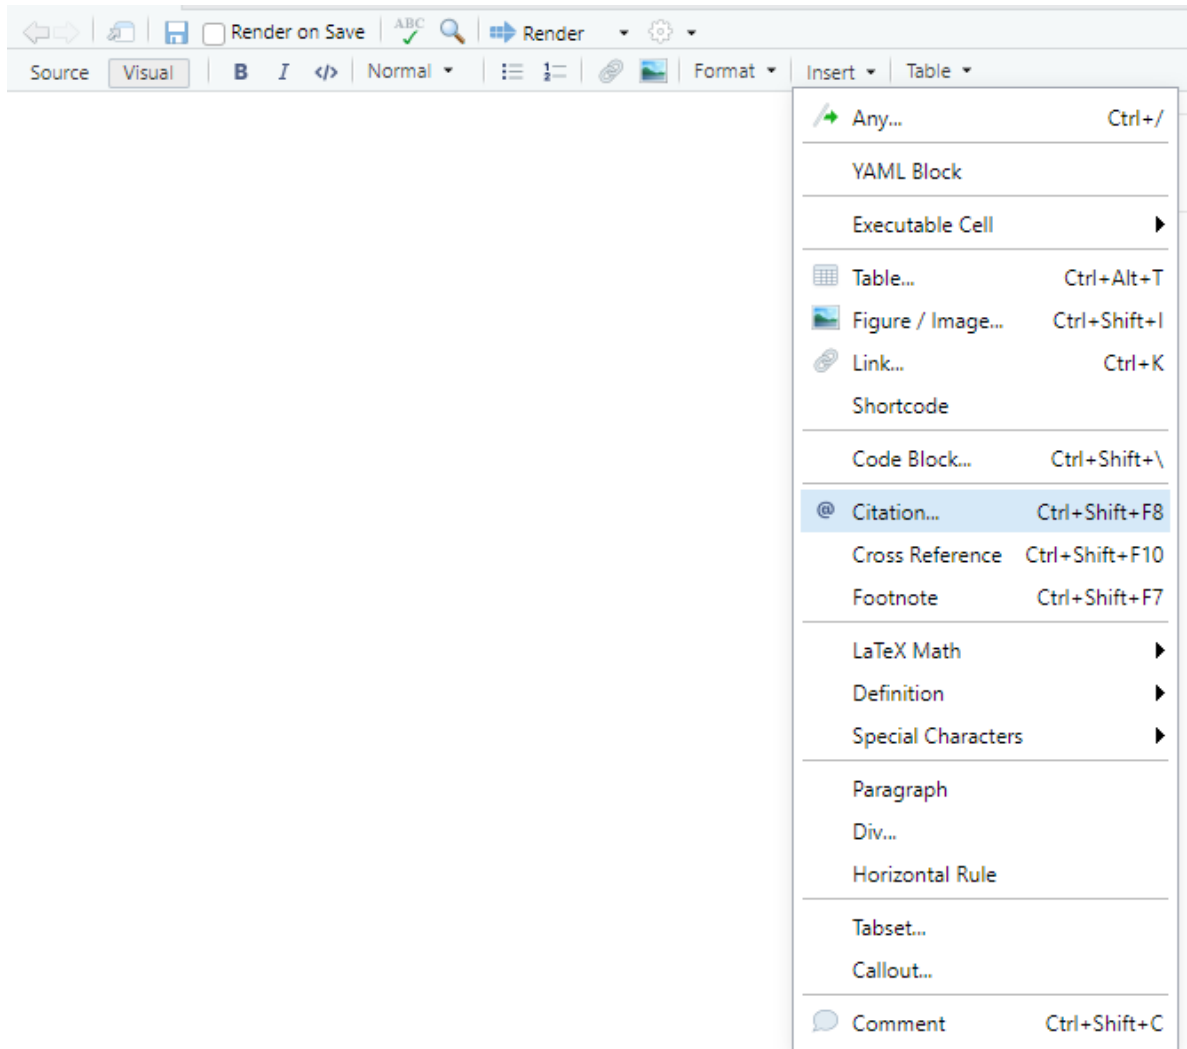 Render on Save ABC Render
Source Visual B I </> Normal Format Insert Table
Any... Ctrl+/
YAML Block
Executable Cell
Table... Ctrl+Alt+T
Figure / Image... Ctrl+Shift+I
Link... Ctrl+K
Shortcode
Code Block... Ctrl+Shift+\
@ Citation... Ctrl+Shift+F8
Cross Reference Ctrl+Shift+F10
Footnote Ctrl+Shift+F7
LaTeX Math
Definition
Special Characters
Paragraph
Div...
Horizontal Rule
Tabset...
Callout...
Comment Ctrl+Shift+C